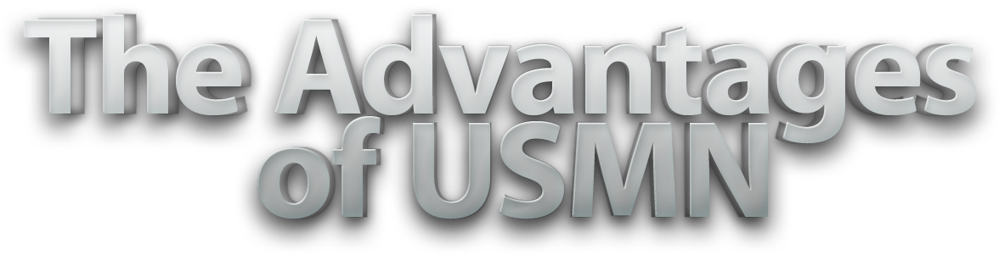 The Advantages
of USMN